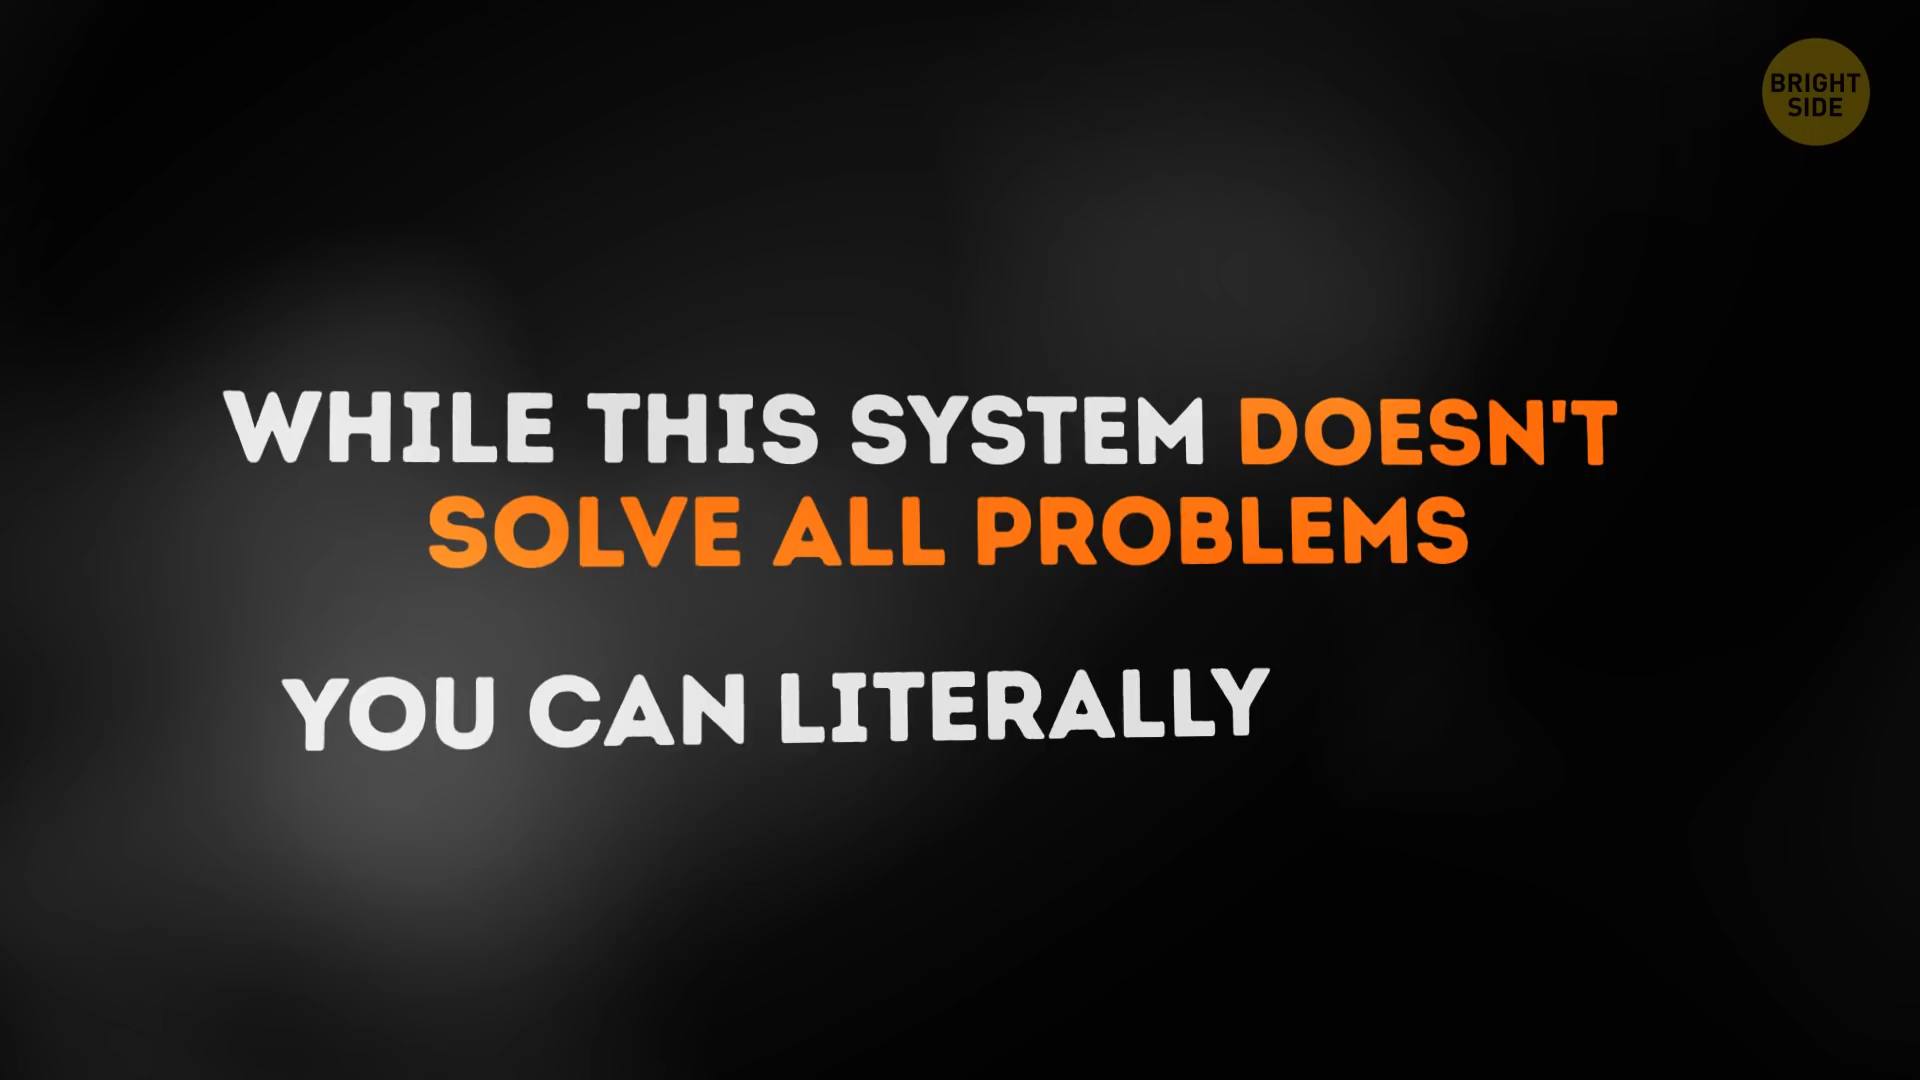 BRIGHT
SIDE
WHILE THIS SYSTEM DOESN'T
SOLVE ALL PROBLEMS
YOU CAN LITERALLY